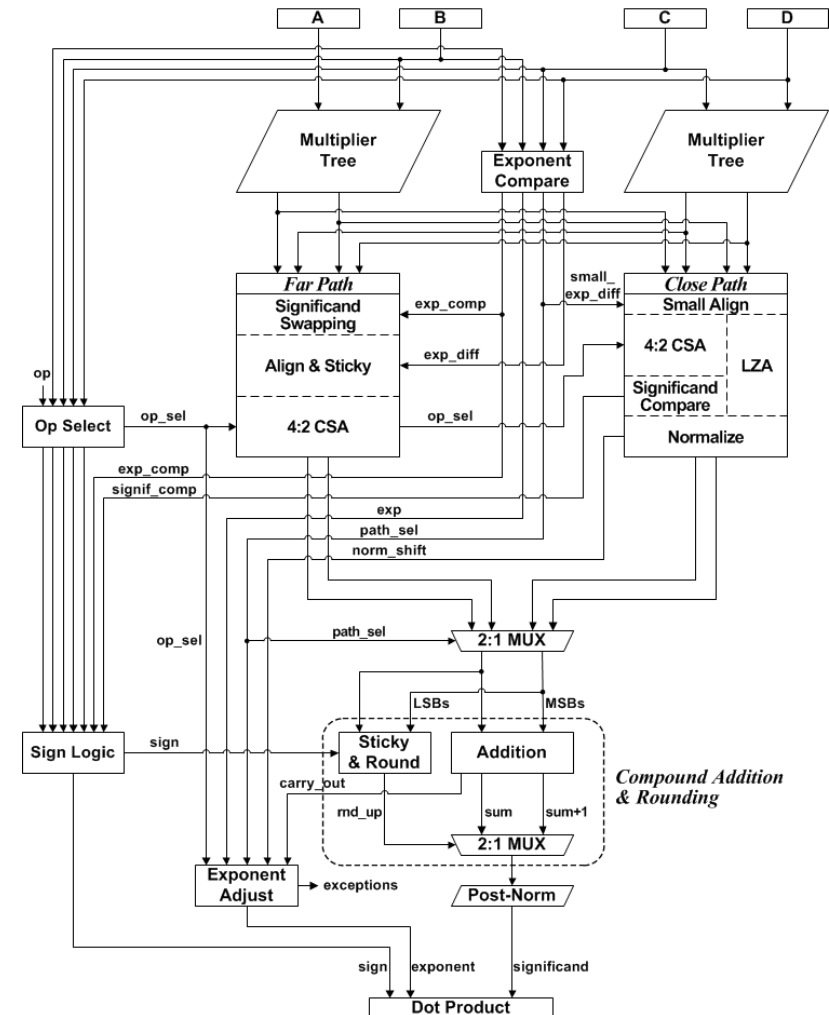 A
B
C
D
Multiplier
Tree
Exponent
Compare
Multiplier
Tree
Far Path
Significand
Swapping
Align & Sticky
4:2 CSA
exp_comp
exp_diff
op_sel
small_
exp_diff
Close Path
Small Align
4:2 CSA
LZA
Significand
Compare
Normalize
op
Op Select
op_sel
exp_comp
signif_comp
exp
path_sel
norm_shift
op_sel
path_sel
2:1 MUX
LSBs
MSBs
Sign Logic
sign
Sticky
& Round
Addition
Compound Addition
& Rounding
carry_out
rnd_up
sum
sum+1
2:1 MUX
Exponent
Adjust
exceptions
Post-Norm
sign
exponent
significand
Dot Product